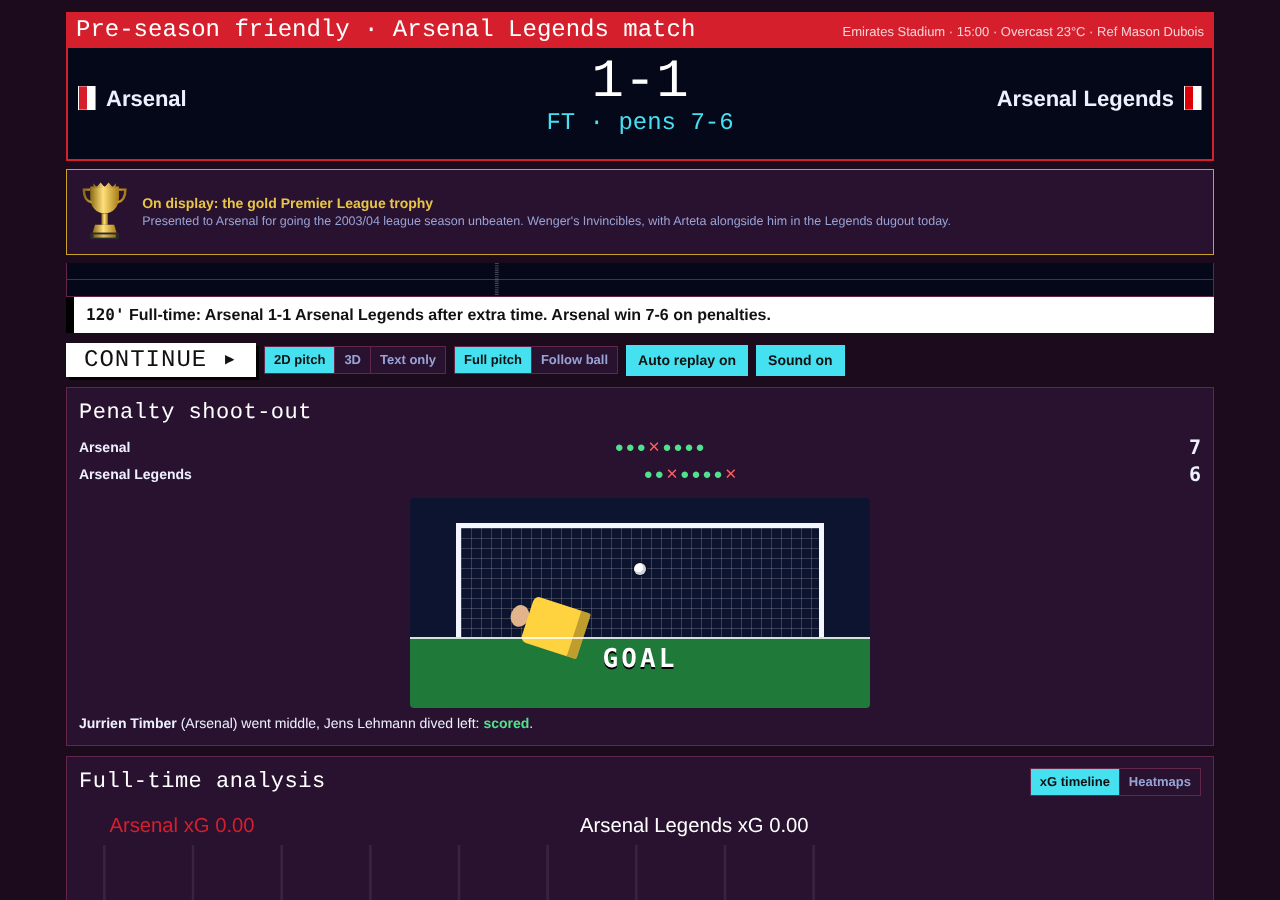 Pre-season friendly · Arsenal Legends match
Emirates Stadium · 15:00 · Overcast 23°C · Ref Mason Dubois
Arsenal
1-1
Arsenal Legends
FT · pens 7-6
On display: the gold Premier League trophy
Presented to Arsenal for going the 2003/04 league season unbeaten. Wenger's Invincibles, with Arteta alongside him in the Legends dugout today.
120' Full-time: Arsenal 1-1 Arsenal Legends after extra time. Arsenal win 7-6 on penalties.
CONTINUE ►
2D pitch
3D
Text only
Full pitch
Follow ball
Auto replay on
Sound on
Penalty shoot-out
Arsenal ●●●✕●●●● 7
Arsenal Legends ●●✕●●●●✕ 6
GOAL
Jurrien Timber (Arsenal) went middle, Jens Lehmann dived left: scored.
Full-time analysis
xG timeline
Heatmaps
Arsenal xG 0.00
Arsenal Legends xG 0.00